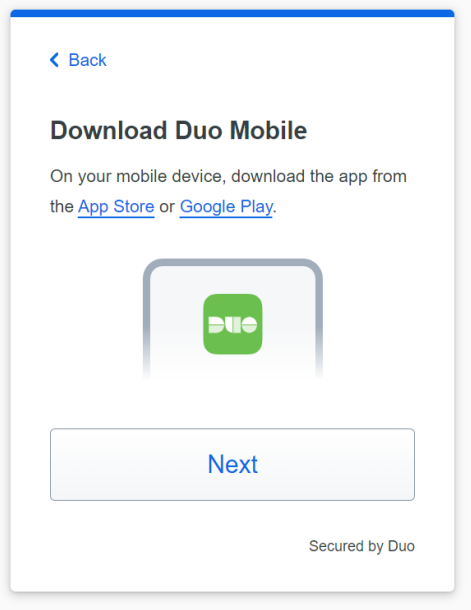 Back
Download Duo Mobile
On your mobile device, download the app from
the App Store or Google Play.
DUO
Next
Secured by Duo